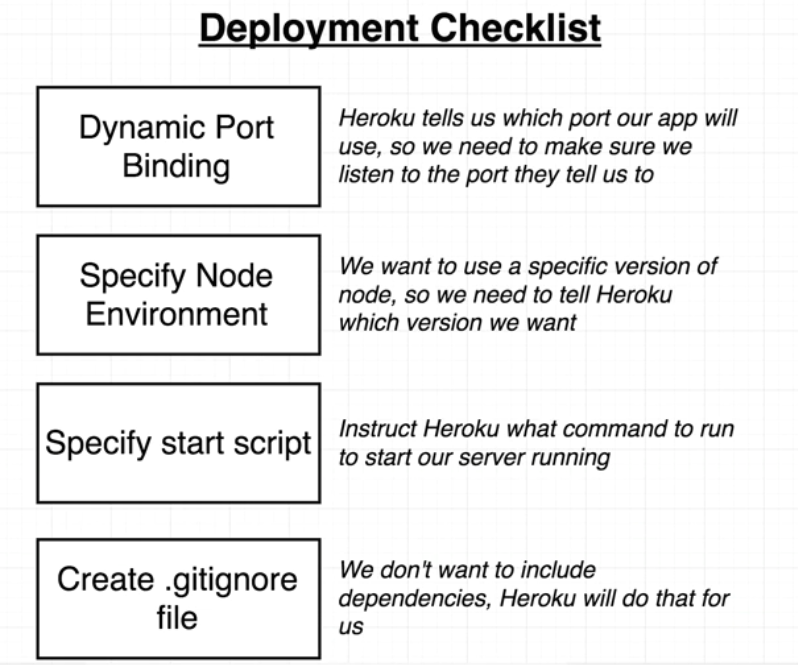 Deployment Checklist
Dynamic Port
Binding
Heroku tells us which port our app will
use, so we need to make sure we
listen to the port they tell us to
Specify Node
Environment
We want to use a specific version of
node, so we need to tell Heroku
which version we want
Specify start script
Instruct Heroku what command to run
to start our server running
Create .gitignore
file
We don't want to include
dependencies, Heroku will do that for
us